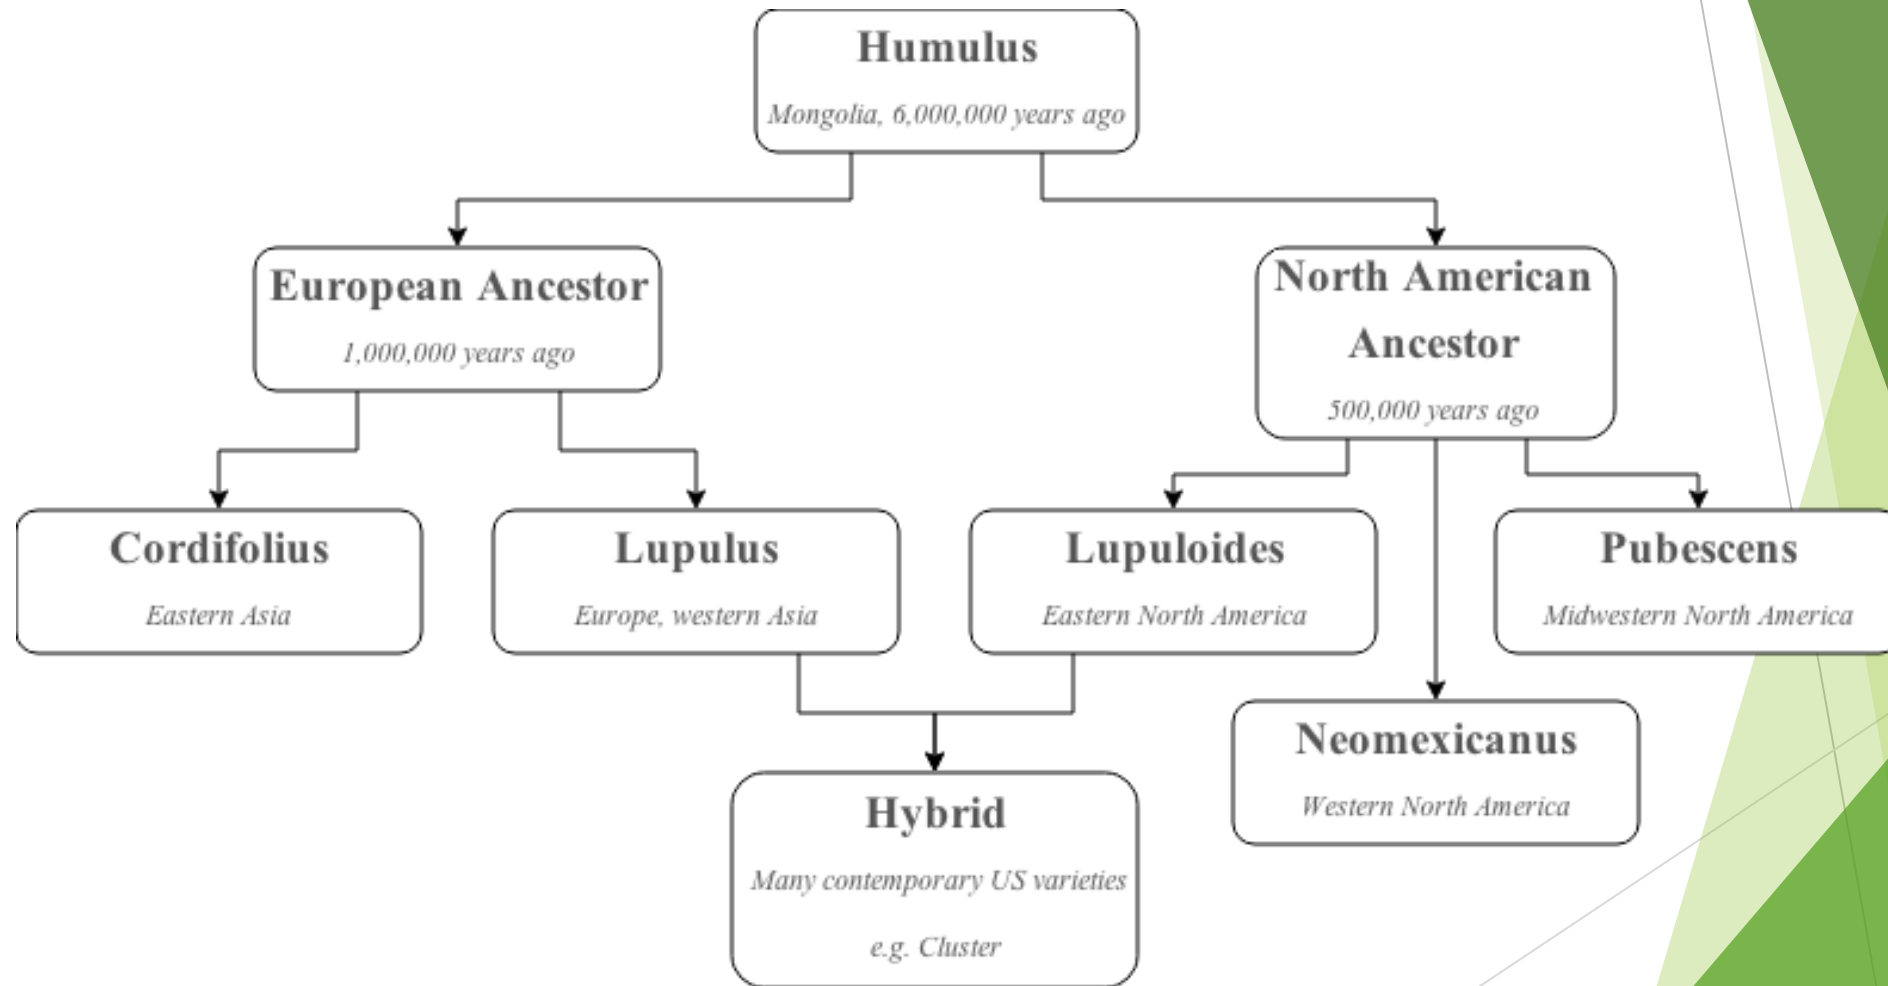 Humulus
Mongolia, 6,000,000 years ago
European Ancestor
1,000,000 years ago
North American
Ancestor
500,000 years ago
Cordifolius
Eastern Asia
Lupulus
Europe, western Asia
Lupuloides
Eastern North America
Pubescens
Midwestern North America
Neomexicanus
Western North America
Hybrid
Many contemporary US varieties
e.g. Cluster